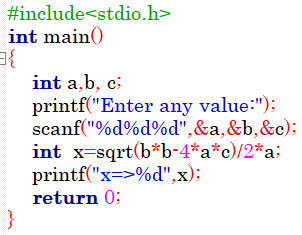 #include<stdio.h>
int main()
{
int a,b, c;
printf("Enter any value:");
scanf("%d%d%d",&a,&b,&c);
int  x=sqrt(b*b-4*a*c)/2*a;
printf("x=>%d",x);
return 0;
}